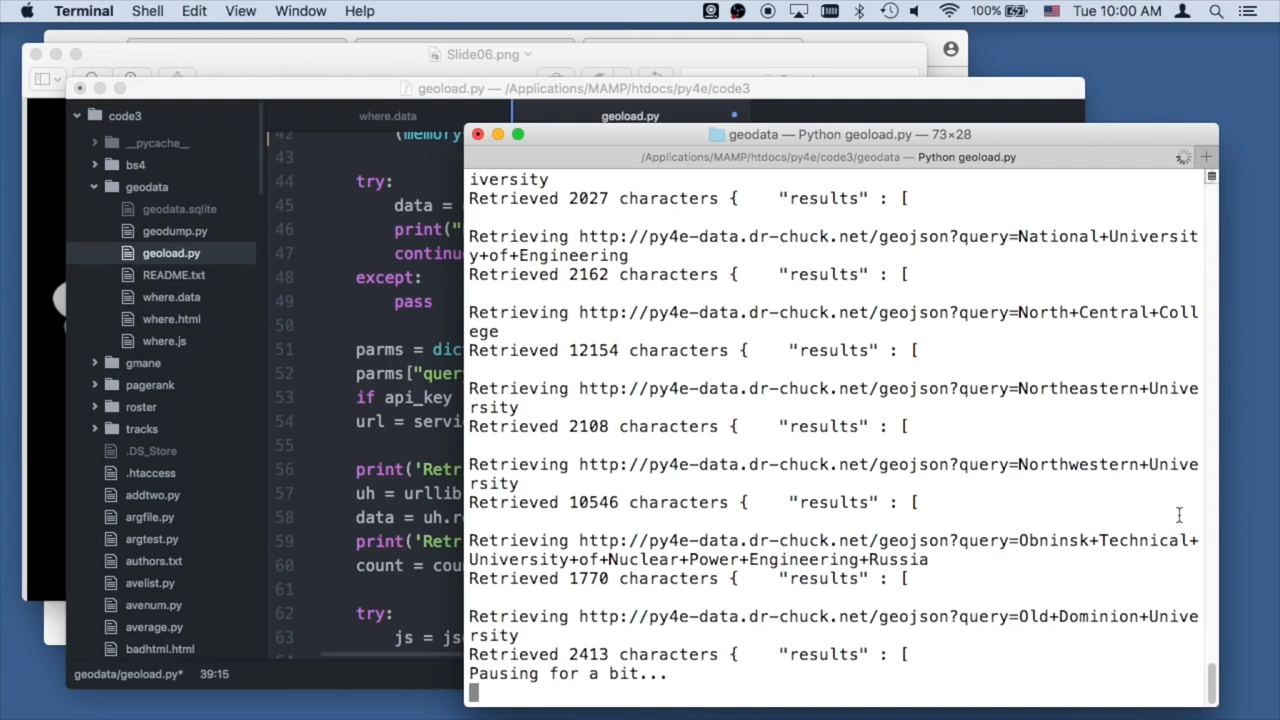 Terminal Shell Edit View Window Help 100% Tue 10:00 AM
Slide06.png
geoload.py — /Applications/MAMP/htdocs/py4e/code3
code3
__pycache__
bs4
geodata
geodata.sqlite
geodump.py
geoload.py
README.txt
where.data
where.html
where.js
gmane
pagerank
roster
tracks
.DS_Store
.htaccess
addtwo.py
argfile.py
argtest.py
authors.txt
avelist.py
avenum.py
average.py
badhtml.html
geodata/geoload.py* 39:15
where.data geoload.py
42 (memory
43
44 try:
45 data =
46 print("
47 continu
48 except:
49 pass
50
51 parms = dic
52 parms["quer
53 if api_key
54 url = servi
55
56 print('Retr
57 uh = urllib
58 data = uh.r
59 print('Retr
60 count = cou
61
62 try:
63 js = js
geodata — Python geoload.py — 73×28
/Applications/MAMP/htdocs/py4e/code3/geodata — Python geoload.py
iversity
Retrieved 2027 characters { "results" : [
Retrieving http://py4e-data.dr-chuck.net/geojson?query=National+Universit
y+of+Engineering
Retrieved 2162 characters { "results" : [
Retrieving http://py4e-data.dr-chuck.net/geojson?query=North+Central+Coll
ege
Retrieved 12154 characters { "results" : [
Retrieving http://py4e-data.dr-chuck.net/geojson?query=Northeastern+Unive
rsity
Retrieved 2108 characters { "results" : [
Retrieving http://py4e-data.dr-chuck.net/geojson?query=Northwestern+Unive
rsity
Retrieved 10546 characters { "results" : [
Retrieving http://py4e-data.dr-chuck.net/geojson?query=Obninsk+Technical+
University+of+Nuclear+Power+Engineering+Russia
Retrieved 1770 characters { "results" : [
Retrieving http://py4e-data.dr-chuck.net/geojson?query=Old+Dominion+Unive
rsity
Retrieved 2413 characters { "results" : [
Pausing for a bit...